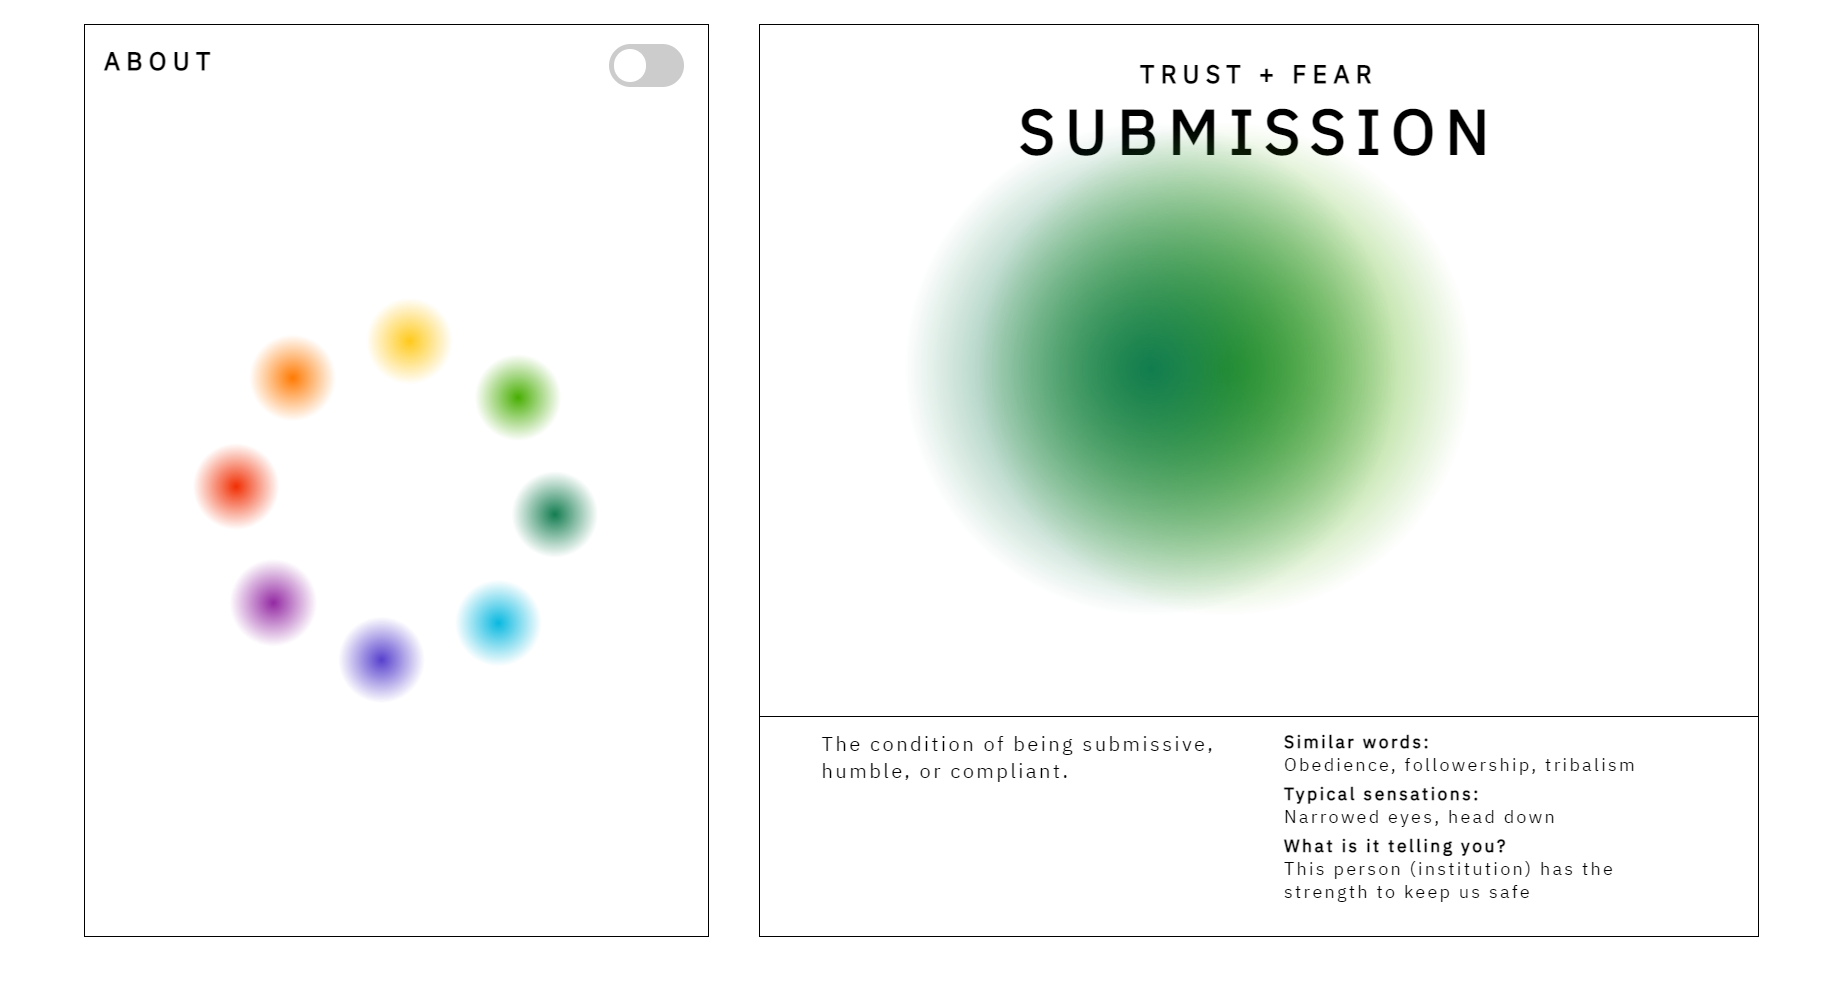 ABOUT
TRUST + FEAR
SUBMISSION
The condition of being submissive,
humble, or compliant.
Similar words:
Obedience, followership, tribalism
Typical sensations:
Narrowed eyes, head down
What is it telling you?
This person (institution) has the
strength to keep us safe